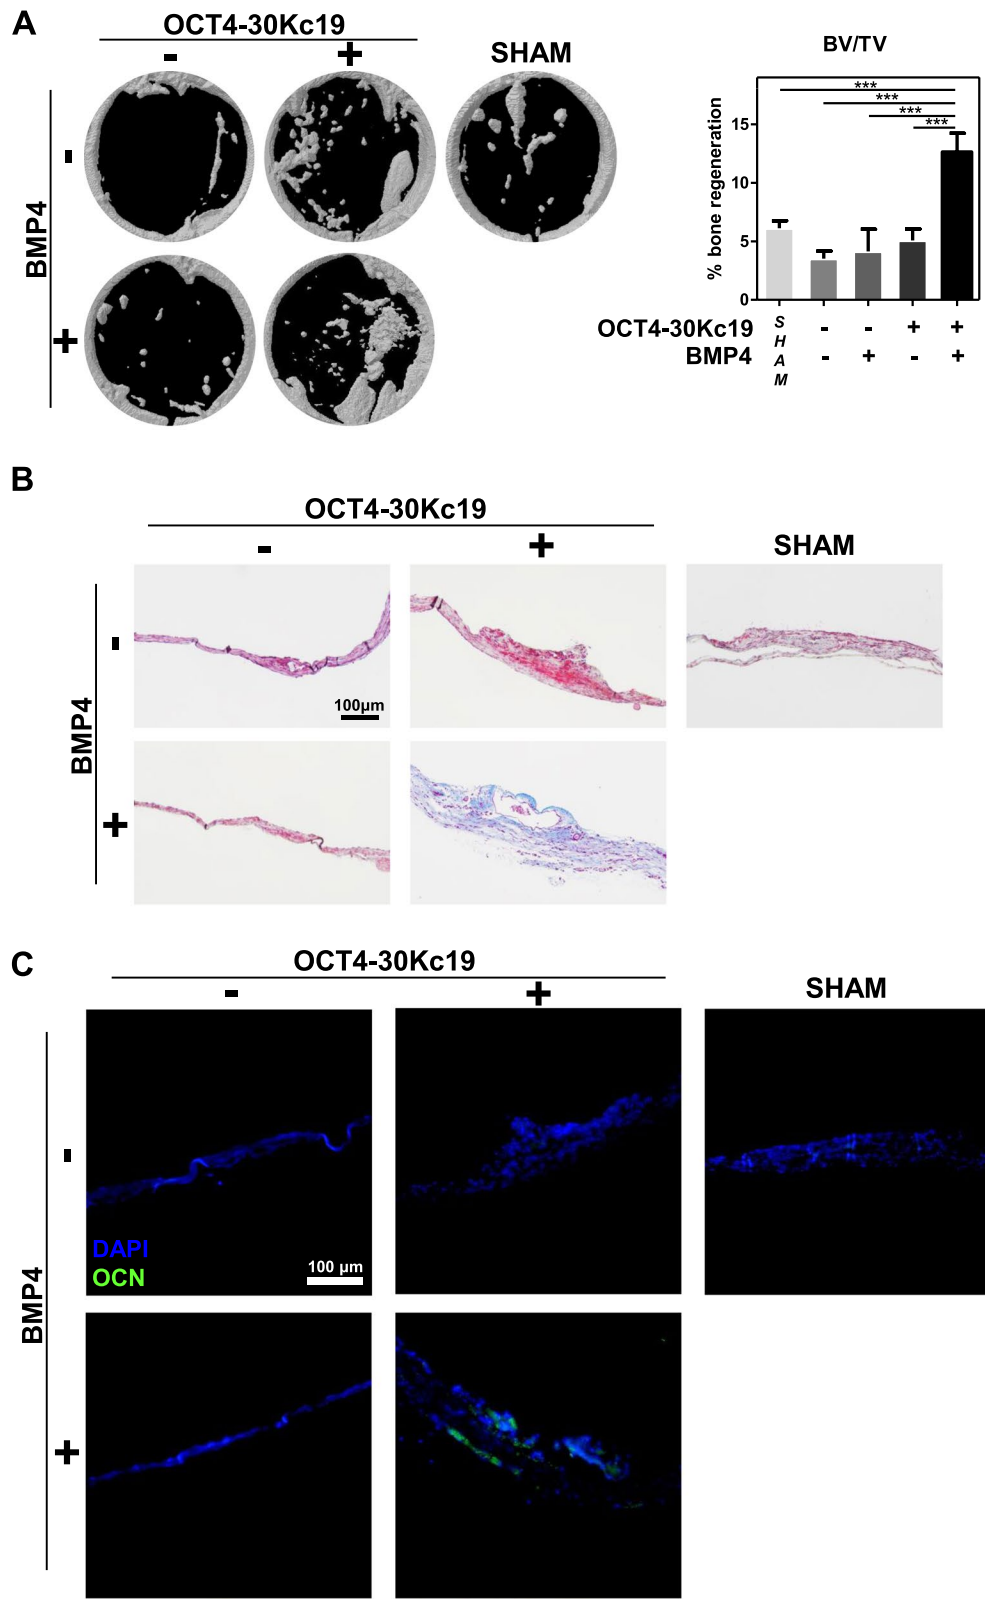 A
OCT4-30Kc19
- + SHAM
BMP4
-
+
BV/TV
% bone regeneration
15
10
5
0
***
***
***
***
OCT4-30Kc19 - - + +
BMP4 - + - +
SHAM
B
OCT4-30Kc19
- + SHAM
BMP4
-
+
100µm
C
OCT4-30Kc19
- + SHAM
BMP4
-
+
DAPI
OCN
100 µm